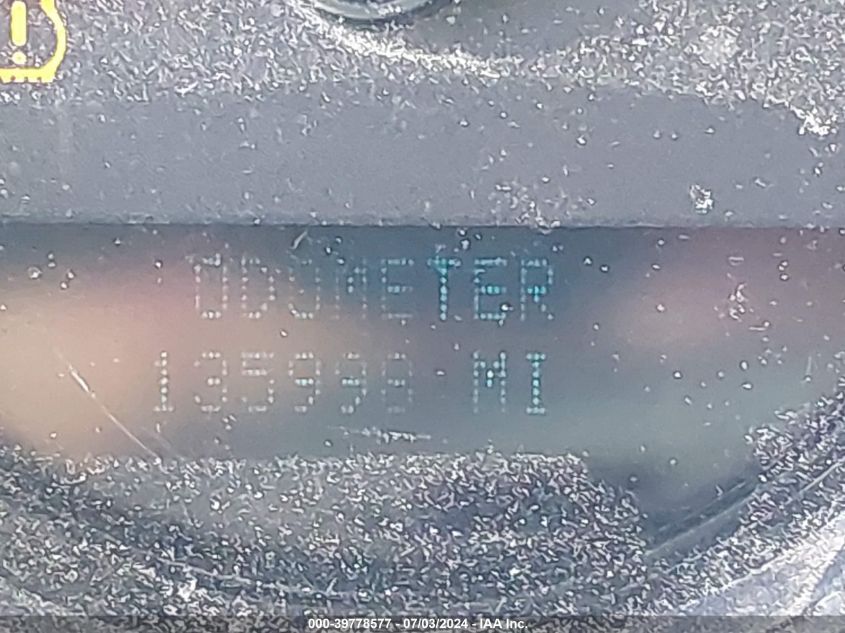 ODOMETER
135998 MI
000-39778577 - 07/03/2024 - IAA Inc.